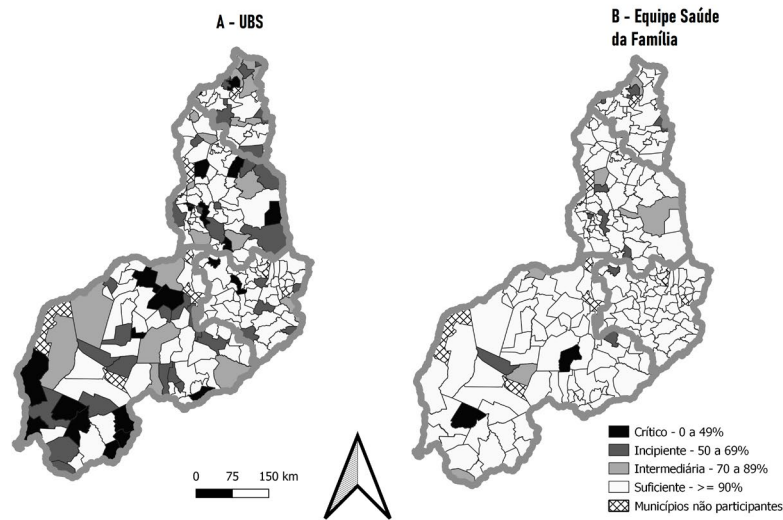 A - UBS
B - Equipe Saúde
da Família
0 75 150 km
Crítico - 0 a 49%
Incipiente - 50 a 69%
Intermediária - 70 a 89%
Suficiente - >= 90%
Municípios não participantes